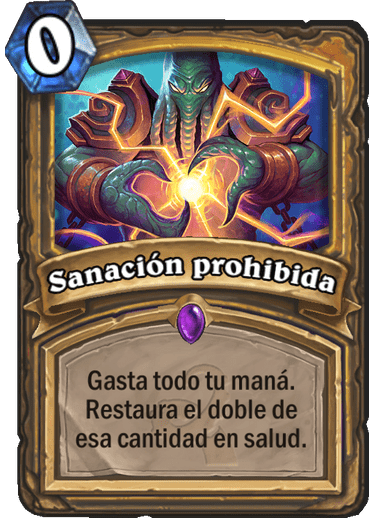 0
Sanación prohibida
Gasta todo tu maná.
Restaura el doble de
esa cantidad en salud.